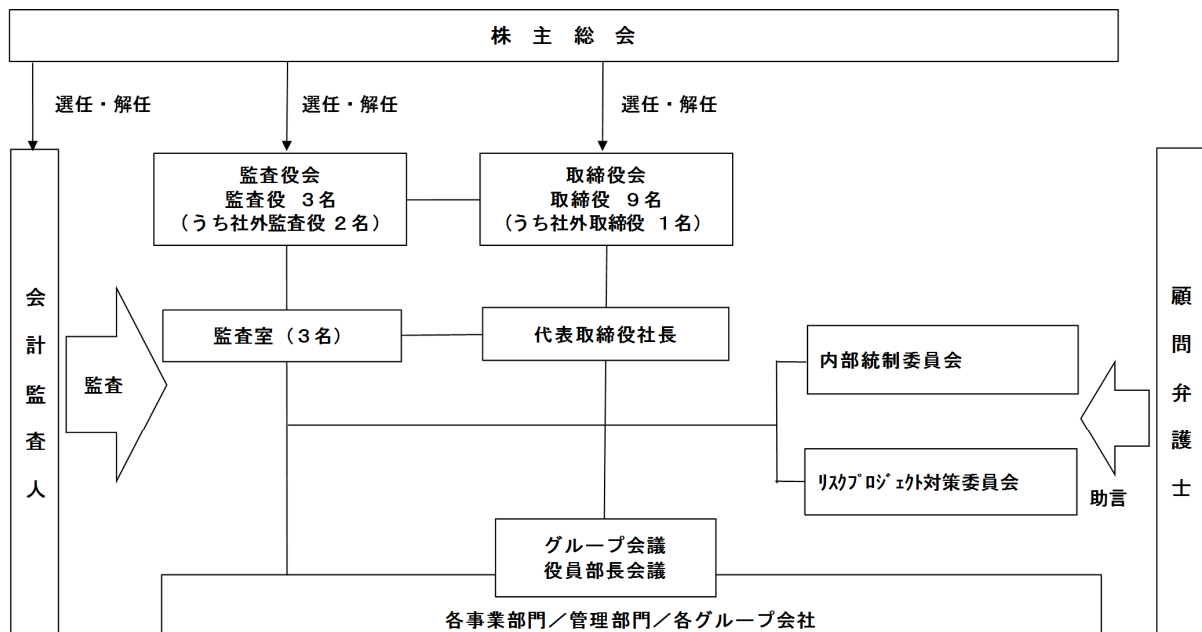 株 主 総 会
選任・解任
選任・解任
選任・解任
監査役会
監査役 3名
(うち社外監査役 2名)
取締役会
取締役 9名
(うち社外取締役 1名)
会計監査人
監査
監査室(3名)
代表取締役社長
内部統制委員会
ﾘｽｸﾌﾟﾛｼﾞｪｸﾄ対策委員会
助言
顧問弁護士
グループ会議
役員部長会議
各事業部門/管理部門/各グループ会社